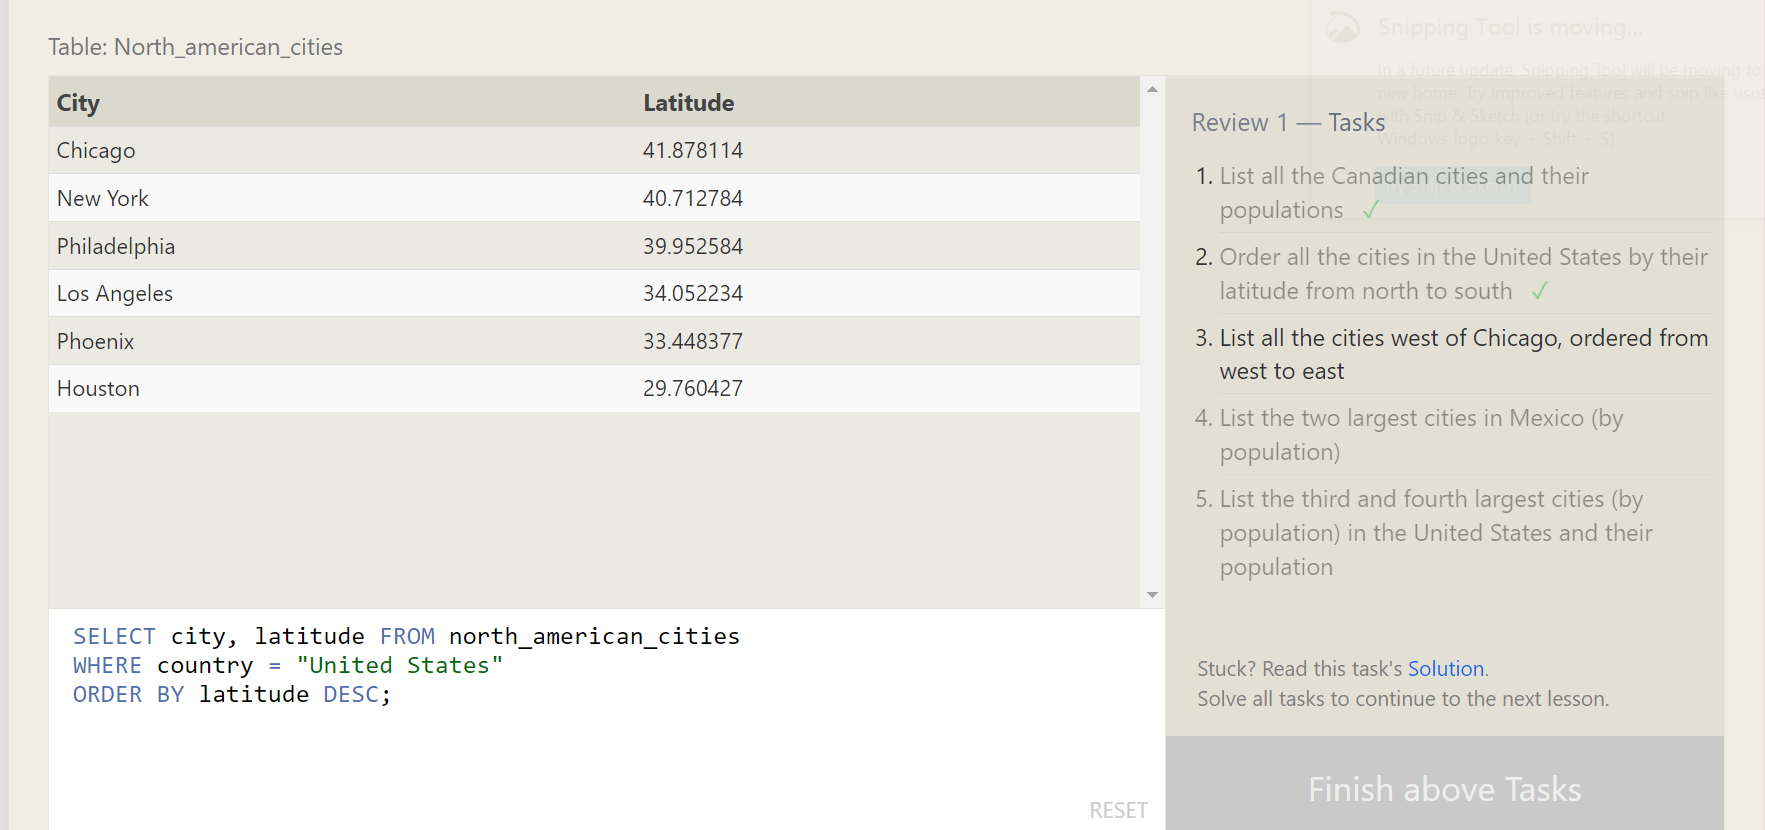 Table: North_american_cities
City Latitude
Chicago 41.878114
New York 40.712784
Philadelphia 39.952584
Los Angeles 34.052234
Phoenix 33.448377
Houston 29.760427
SELECT city, latitude FROM north_american_cities
WHERE country = "United States"
ORDER BY latitude DESC;
RESET
Snipping Tool is moving...
In a future update, Snipping Tool will be moving to
new home. Try improved features and snip like usu
with Snip & Sketch (or try the shortcut
Windows logo key + Shift + S).
Review 1 — Tasks
1. List all the Canadian cities and their
populations ✓
2. Order all the cities in the United States by their
latitude from north to south ✓
3. List all the cities west of Chicago, ordered from
west to east
4. List the two largest cities in Mexico (by
population)
5. List the third and fourth largest cities (by
population) in the United States and their
population
Stuck? Read this task's Solution.
Solve all tasks to continue to the next lesson.
Finish above Tasks